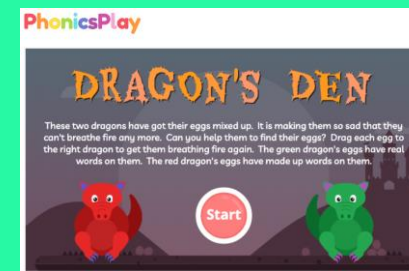 PhonicsPlay
DRAGON'S DEN
These two dragons have got their eggs mixed up. It is making them so sad that they
can't breathe fire any more. Can you help them to find their eggs? Drag each egg to
the right dragon to get them breathing fire again. The green dragon's eggs have real
words on them. The red dragon's eggs have made up words on them.
Start